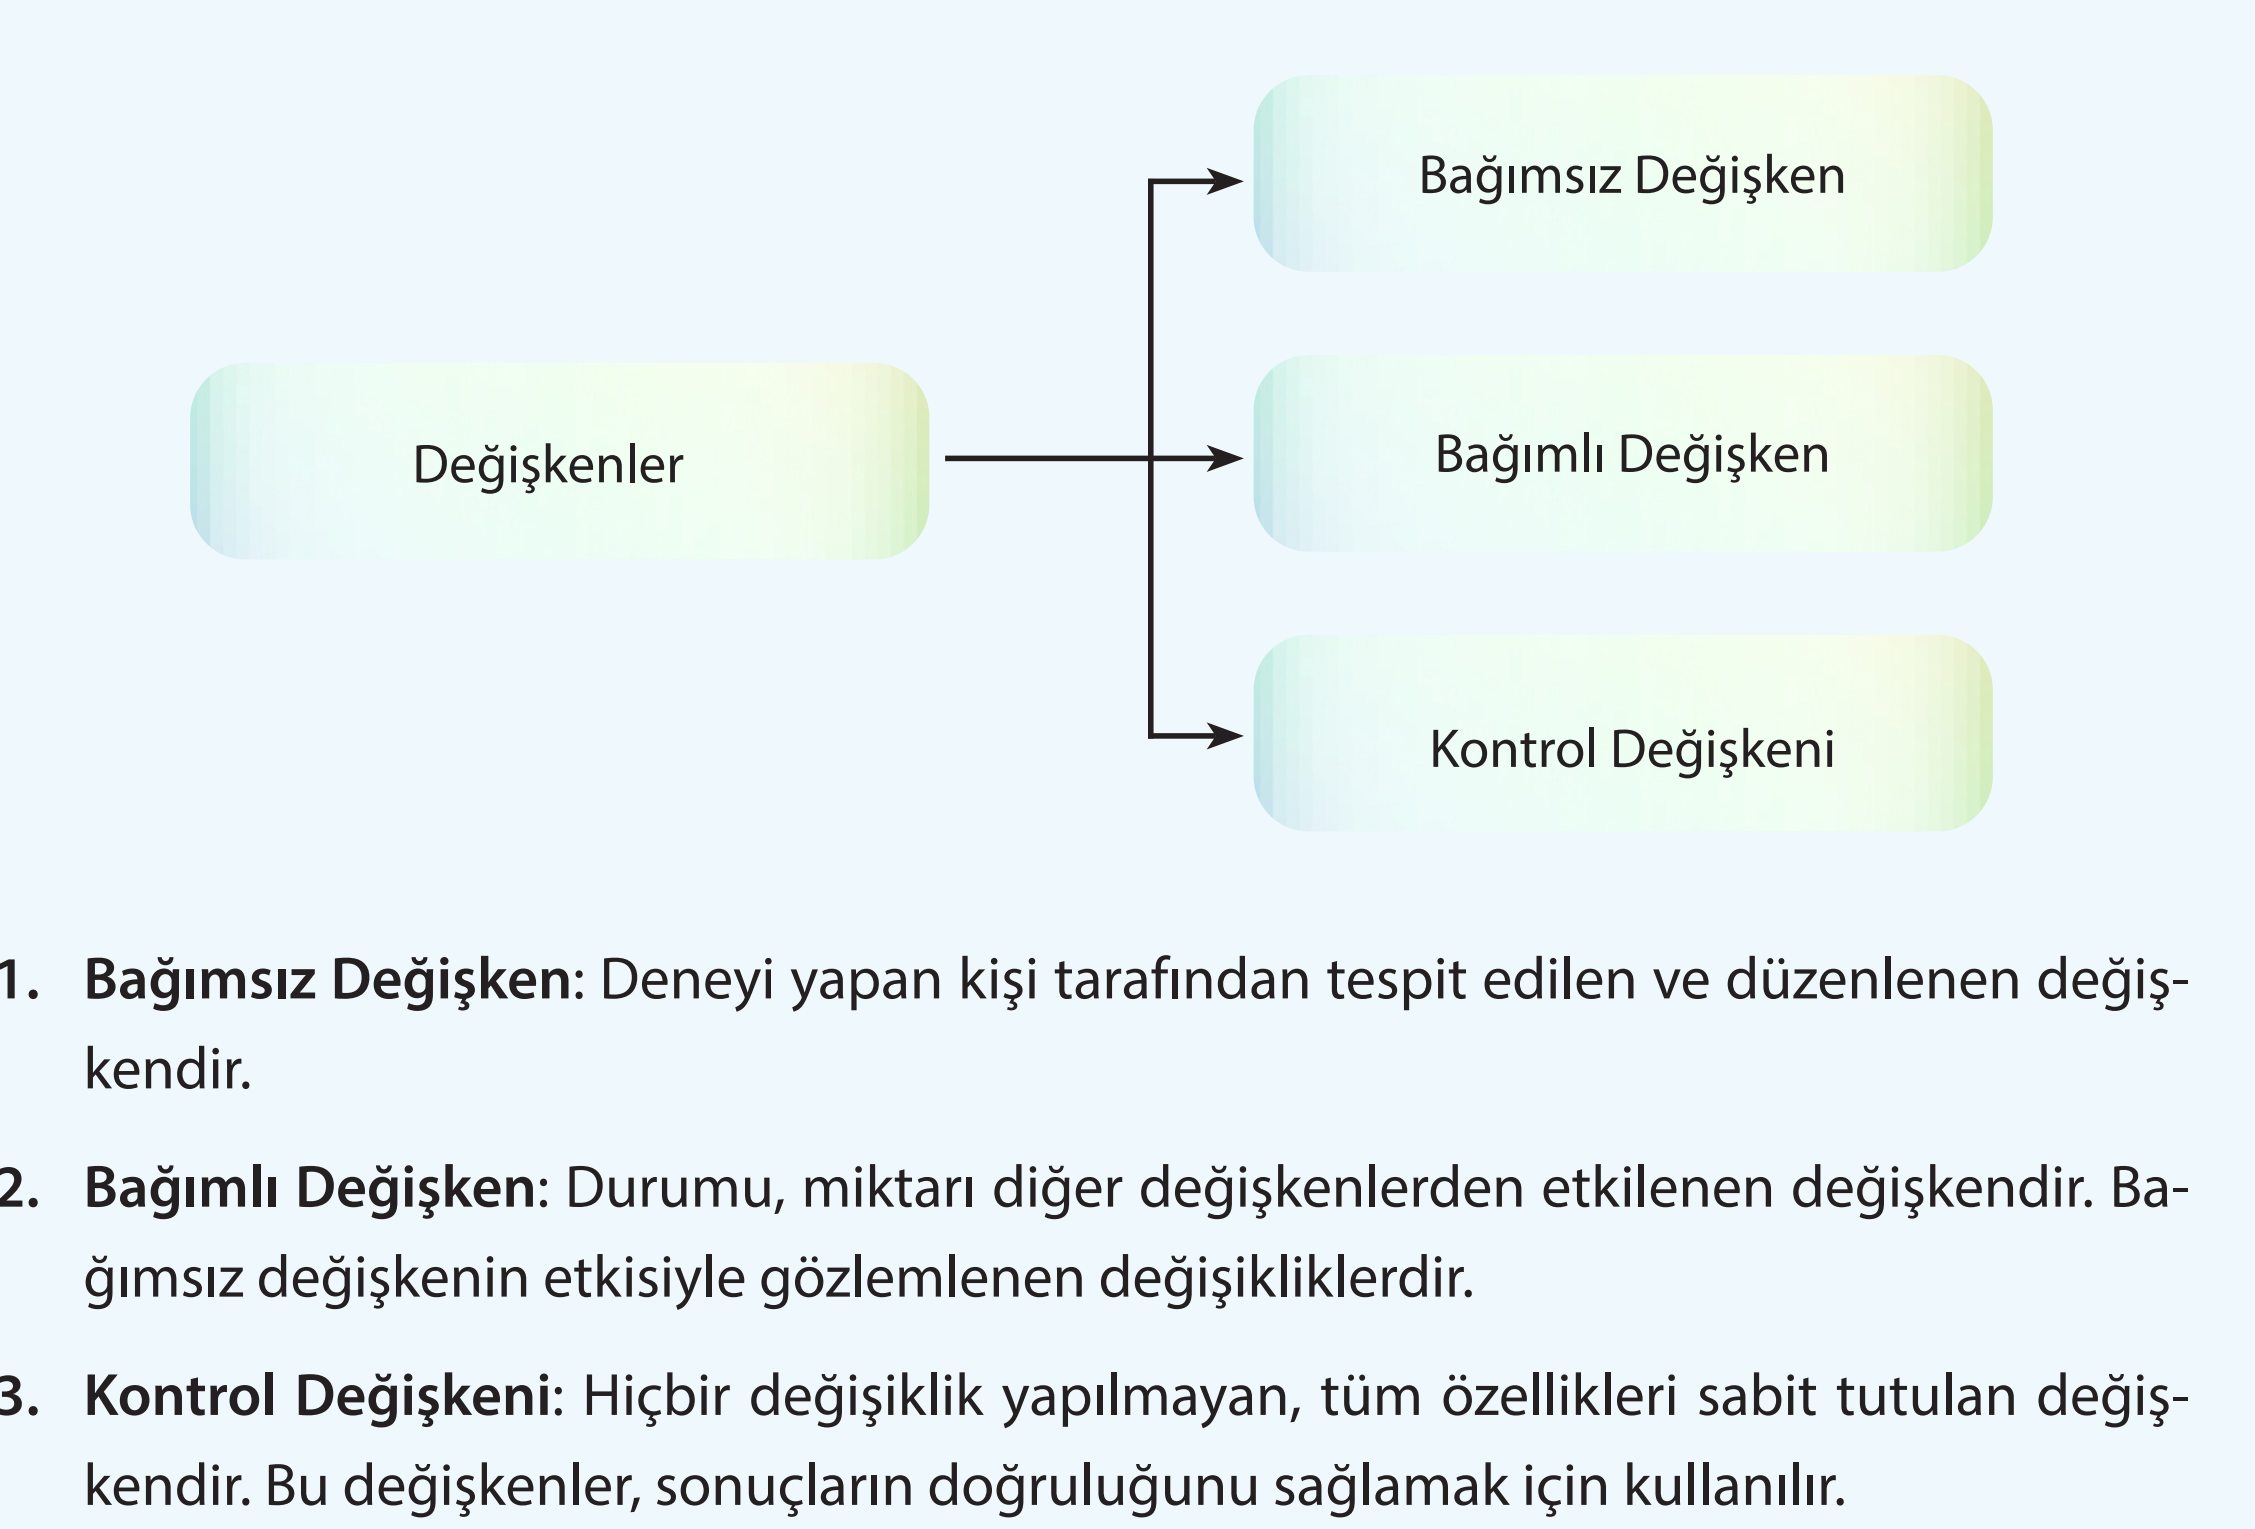 Bağımsız Değişken
Değişkenler
Bağımlı Değişken
Kontrol Değişkeni
1. Bağımsız Değişken: Deneyi yapan kişi tarafından tespit edilen ve düzenlenen değiş-
kendir.
2. Bağımlı Değişken: Durumu, miktarı diğer değişkenlerden etkilenen değişkendir. Ba-
ğımsız değişkenin etkisiyle gözlemlenen değişikliklerdir.
3. Kontrol Değişkeni: Hiçbir değişiklik yapılmayan, tüm özellikleri sabit tutulan değiş-
kendir. Bu değişkenler, sonuçların doğruluğunu sağlamak için kullanılır.